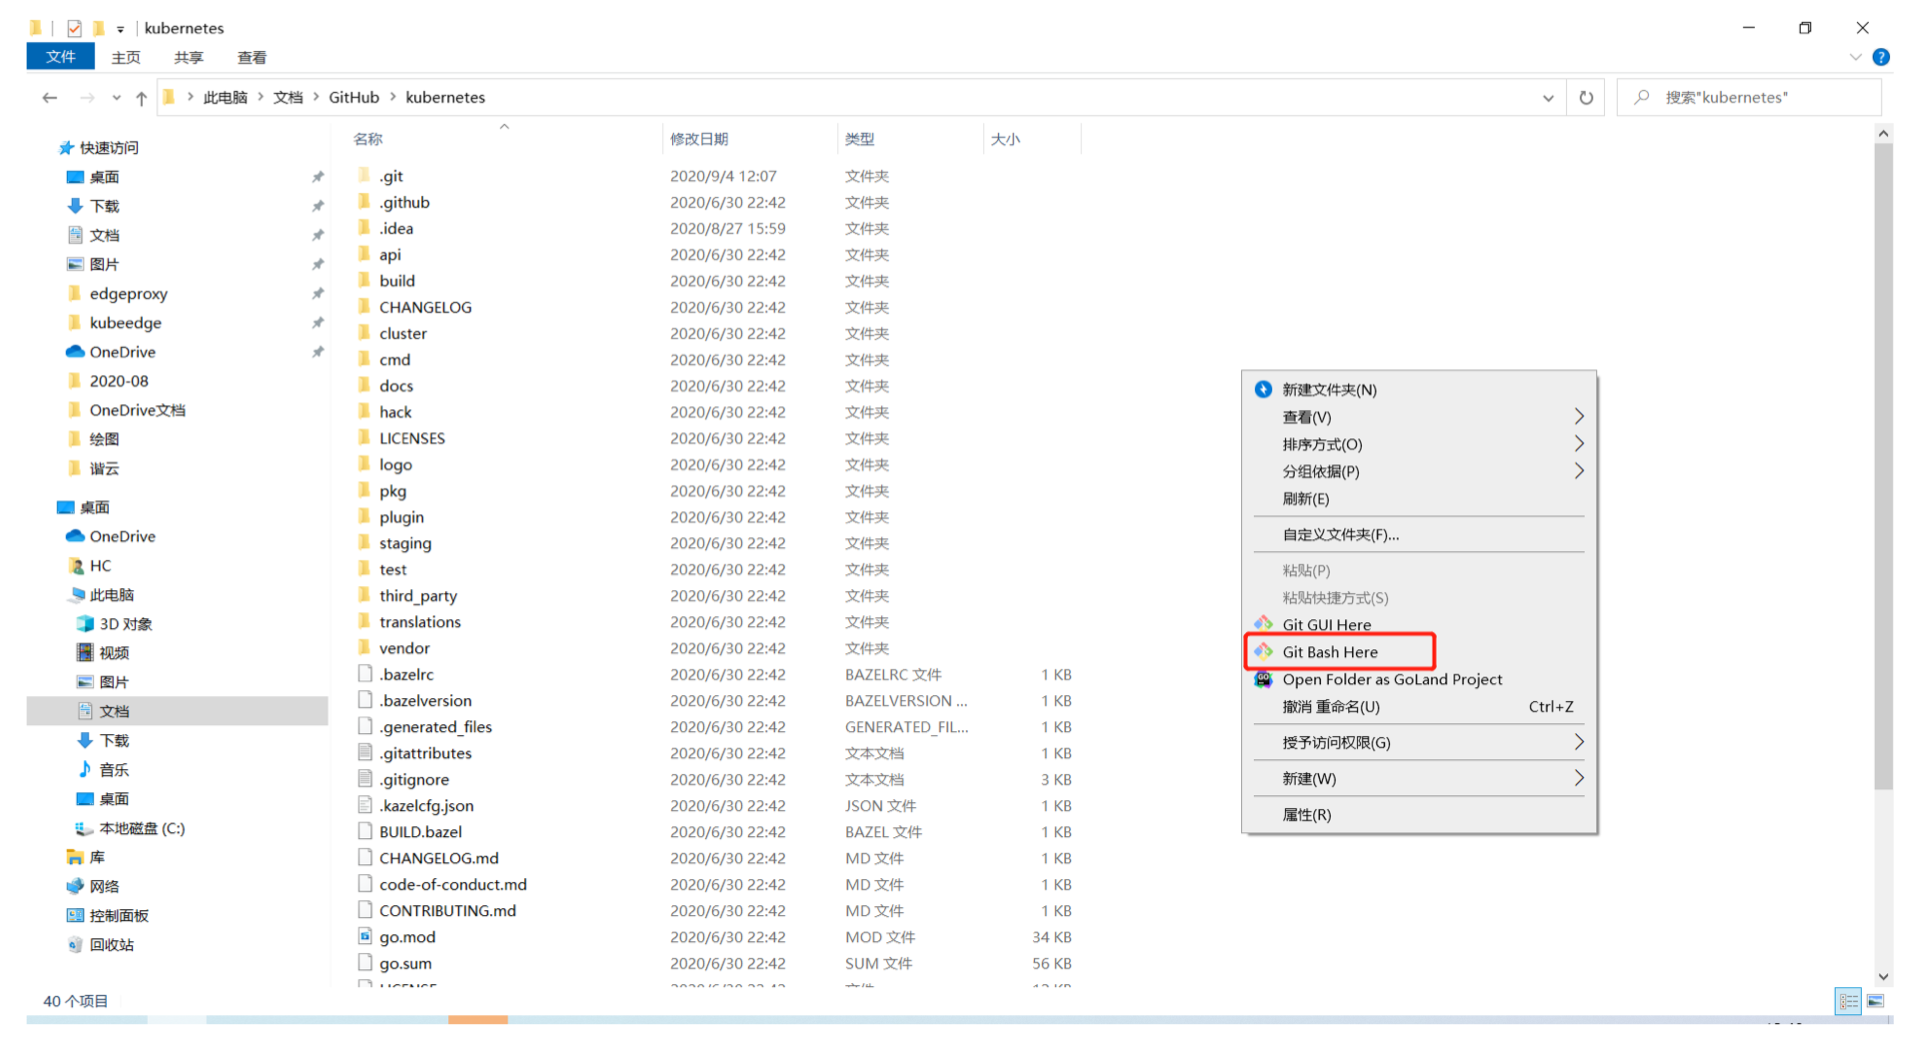 kubernetes
文件 主页 共享 查看
此电脑 文档 GitHub kubernetes 搜索"kubernetes"
快速访问
桌面
下载
文档
图片
edgeproxy
kubeedge
OneDrive
2020-08
OneDrive文档
绘图
谐云
桌面
OneDrive
HC
此电脑
3D 对象
视频
图片
文档
下载
音乐
桌面
本地磁盘 (C:)
库
网络
控制面板
回收站
名称 修改日期 类型 大小
.git 2020/9/4 12:07 文件夹
.github 2020/6/30 22:42 文件夹
.idea 2020/8/27 15:59 文件夹
api 2020/6/30 22:42 文件夹
build 2020/6/30 22:42 文件夹
CHANGELOG 2020/6/30 22:42 文件夹
cluster 2020/6/30 22:42 文件夹
cmd 2020/6/30 22:42 文件夹
docs 2020/6/30 22:42 文件夹
hack 2020/6/30 22:42 文件夹
LICENSES 2020/6/30 22:42 文件夹
logo 2020/6/30 22:42 文件夹
pkg 2020/6/30 22:42 文件夹
plugin 2020/6/30 22:42 文件夹
staging 2020/6/30 22:42 文件夹
test 2020/6/30 22:42 文件夹
third_party 2020/6/30 22:42 文件夹
translations 2020/6/30 22:42 文件夹
vendor 2020/6/30 22:42 文件夹
.bazelrc 2020/6/30 22:42 BAZELRC 文件 1 KB
.bazelversion 2020/6/30 22:42 BAZELVERSION ... 1 KB
.generated_files 2020/6/30 22:42 GENERATED_FIL... 1 KB
.gitattributes 2020/6/30 22:42 文本文档 1 KB
.gitignore 2020/6/30 22:42 文本文档 3 KB
.kazelcfg.json 2020/6/30 22:42 JSON 文件 1 KB
BUILD.bazel 2020/6/30 22:42 BAZEL 文件 1 KB
CHANGELOG.md 2020/6/30 22:42 MD 文件 1 KB
code-of-conduct.md 2020/6/30 22:42 MD 文件 1 KB
CONTRIBUTING.md 2020/6/30 22:42 MD 文件 1 KB
go.mod 2020/6/30 22:42 MOD 文件 34 KB
go.sum 2020/6/30 22:42 SUM 文件 56 KB
新建文件夹(N)
查看(V)
排序方式(O)
分组依据(P)
刷新(E)
自定义文件夹(F)...
粘贴(P)
粘贴快捷方式(S)
Git GUI Here
Git Bash Here
Open Folder as GoLand Project
撤消 重命名(U) Ctrl+Z
授予访问权限(G)
新建(W)
属性(R)
40 个项目